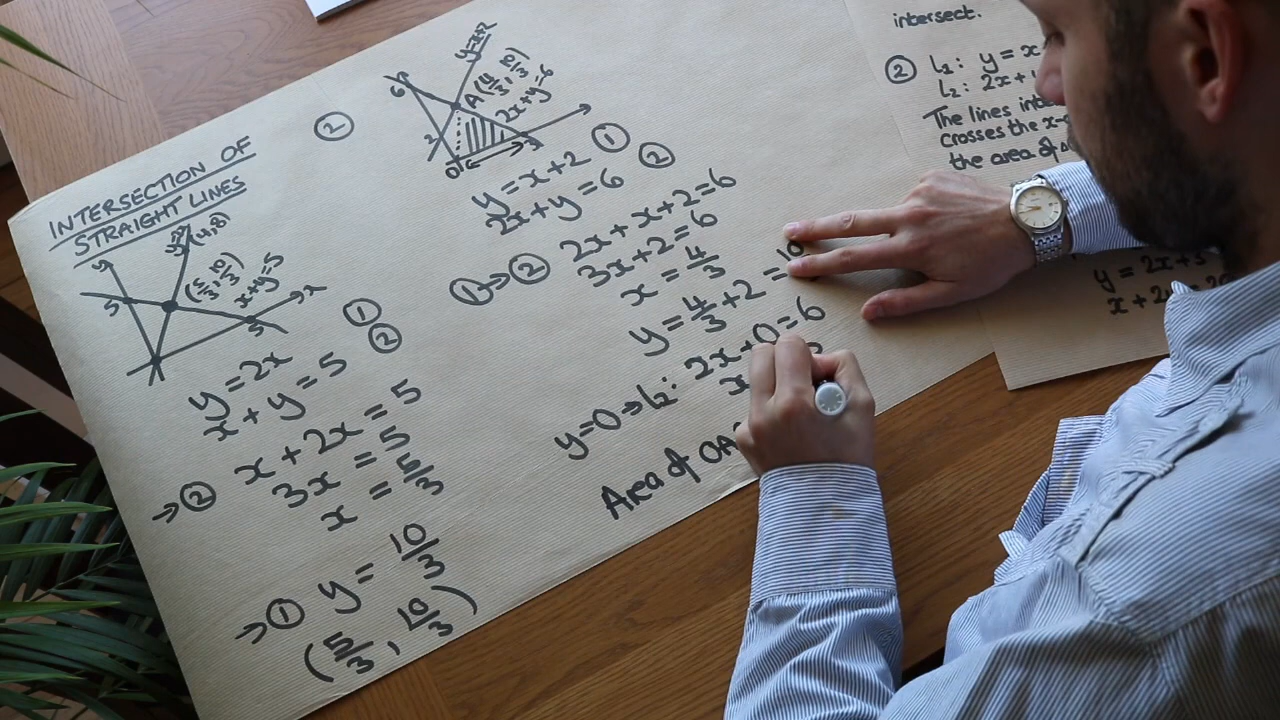 INTERSECTION OF
STRAIGHT LINES
y
y=2x
(4,8)
(5/3, 10/3)
x+y=5
x
5
5
y=2x ①
x+y=5 ②
→② x+2x=5
3x=5
x=5/3
→① y=10/3
(5/3, 10/3)
②
y=x+2
6
A(4/3, 10/3)
2x+y=6
2
0
3
y=x+2 ①
2x+y=6 ②
①→② 2x+x+2=6
3x+2=6
x=4/3
y=4/3+2=10
y=0→L₂: 2x+0=6
x
Area of OA
intersect.
② L₁: y=x
L₂: 2x+
The lines
crosses the x-
the area of
y=2x+
x+2